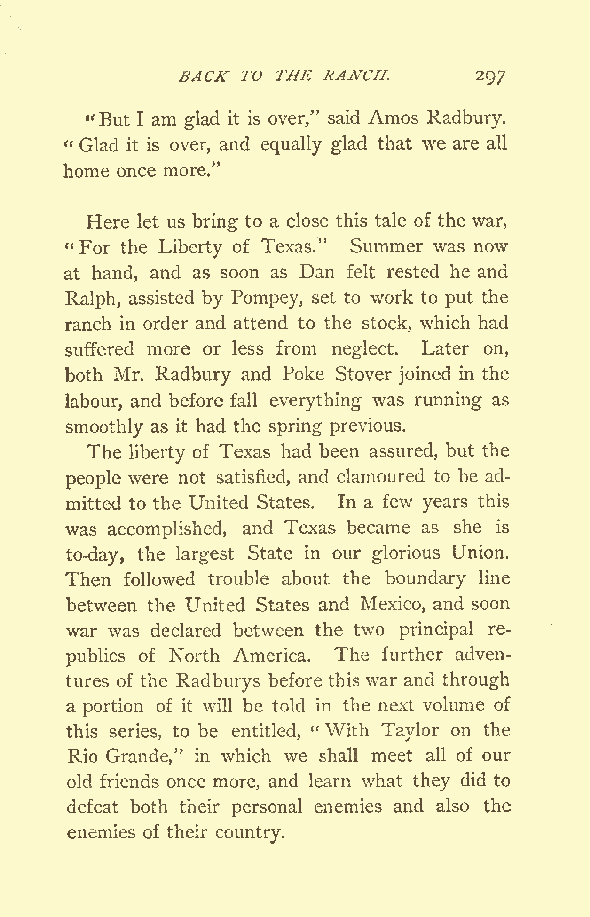 BACK TO THE RANCH. 297
"But I am glad it is over," said Amos Radbury.
"Glad it is over, and equally glad that we are all
home once more."
Here let us bring to a close this tale of the war,
"For the Liberty of Texas." Summer was now
at hand, and as soon as Dan felt rested he and
Ralph, assisted by Pompey, set to work to put the
ranch in order and attend to the stock, which had
suffered more or less from neglect. Later on,
both Mr. Radbury and Poke Stover joined in the
labour, and before fall everything was running as
smoothly as it had the spring previous.
The liberty of Texas had been assured, but the
people were not satisfied, and clamoured to be ad-
mitted to the United States. In a few years this
was accomplished, and Texas became as she is
to-day, the largest State in our glorious Union.
Then followed trouble about the boundary line
between the United States and Mexico, and soon
war was declared between the two principal re-
publics of North America. The further adven-
tures of the Radburys before this war and through
a portion of it will be told in the next volume of
this series, to be entitled, "With Taylor on the
Rio Grande," in which we shall meet all of our
old friends once more, and learn what they did to
defeat both their personal enemies and also the
enemies of their country.